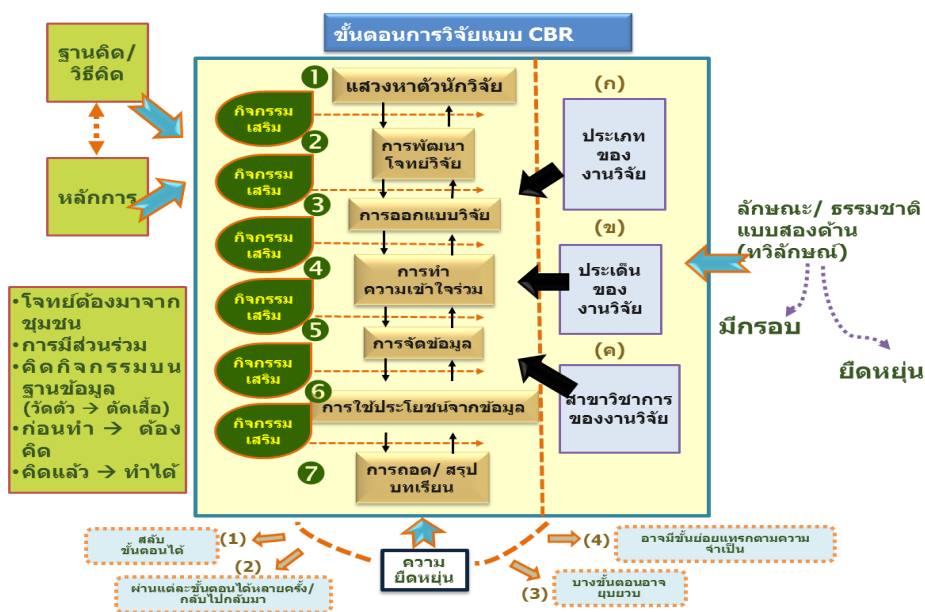 ขั้นตอนการวิจัยแบบ CBR
ฐานคิด/
วิธีคิด
หลักการ
• โจทย์ต้องมาจาก
ชุมชน
• การมีส่วนร่วม
• คิดกิจกรรมบน
ฐานข้อมูล
(วัดตัว → ตัดเสื้อ)
• ก่อนทำ → ต้อง
คิด
• คิดแล้ว → ทำได้
❶
แสวงหาตัวนักวิจัย
กิจกรรม
เสริม
❷
การพัฒนา
โจทย์วิจัย
กิจกรรม
เสริม
❸
การออกแบบวิจัย
กิจกรรม
เสริม
❹
การทำ
ความเข้าใจร่วม
กิจกรรม
เสริม
❺
การจัดข้อมูล
กิจกรรม
เสริม
❻
การใช้ประโยชน์จากข้อมูล
กิจกรรม
เสริม
❼
การถอด/ สรุป
บทเรียน
(ก)
ประเภท
ของ
งานวิจัย
(ข)
ประเด็น
ของ
งานวิจัย
(ค)
สาขาวิชาการ
ของงานวิจัย
ลักษณะ/ ธรรมชาติ
แบบสองด้าน
(ทวิลักษณ์)
มีกรอบ
ยืดหยุ่น
ความ
ยืดหยุ่น
(1)
สลับ
ขั้นตอนได้
(2)
ผ่านแต่ละขั้นตอนได้หลายครั้ง/
กลับไปกลับมา
(3)
บางขั้นตอนอาจ
ยุบยวบ
(4)
อาจมีขั้นย่อยแทรกตามความ
จำเป็น